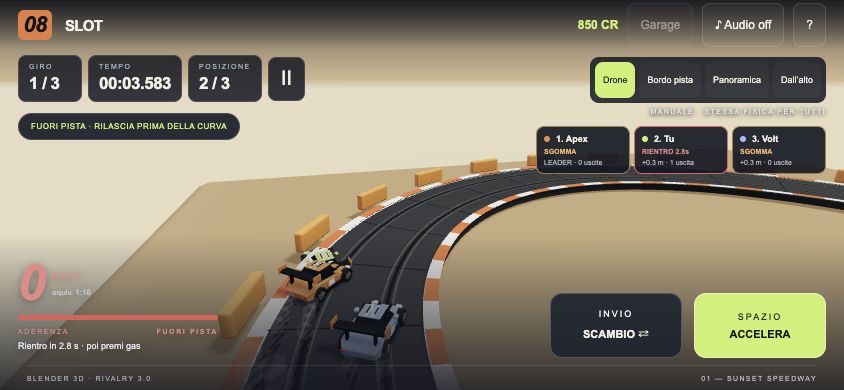 08 SLOT
850 CR
Garage
♪ Audio off
?
GIRO
1 / 3
TEMPO
00:03.583
POSIZIONE
2 / 3
Drone
Bordo pista
Panoramica
Dall'alto
MANUALE · STESSA FISICA PER TUTTI
FUORI PISTA · RILASCIA PRIMA DELLA CURVA
1. Apex
SGOMMA
LEADER · 0 uscite
2. Tu
RIENTRO 2.8s
+0.3 m · 1 uscita
3. Volt
SGOMMA
+0.3 m · 0 uscite
0
equiv. 1:18
ADERENZA
FUORI PISTA
Rientro in 2.8 s · poi premi gas
INVIO
SCAMBIO ⇄
SPAZIO
ACCELERA
BLENDER 3D · RIVALRY 3.0
01 — SUNSET SPEEDWAY